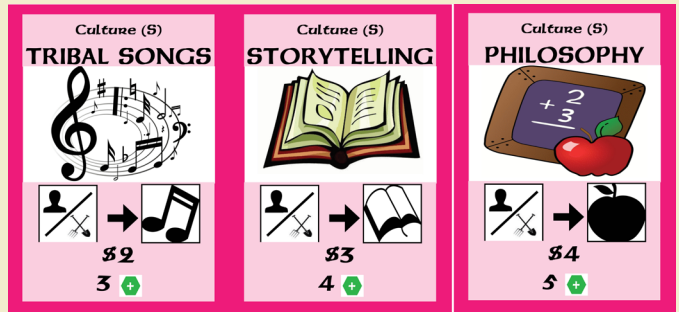 Culture (S)
TRIBAL SONGS
$2
3 +
Culture (S)
STORYTELLING
$3
4 +
Culture (S)
PHILOSOPHY
2
+ 3
$4
5 +